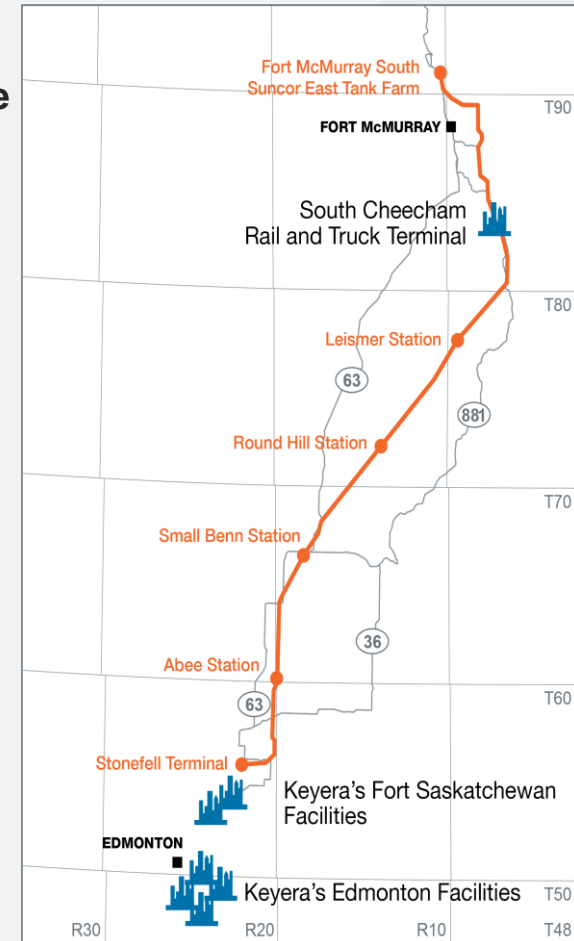 e
Fort McMurray South
Suncor East Tank Farm
T90
FORT McMURRAY
South Cheecham
Rail and Truck Terminal
T80
Leismer Station
63
881
Round Hill Station
T70
Small Benn Station
36
Abee Station
T60
63
Stonefell Terminal
Keyera's Fort Saskatchewan
Facilities
EDMONTON
Keyera's Edmonton Facilities
T50
R30
R20
R10
T48